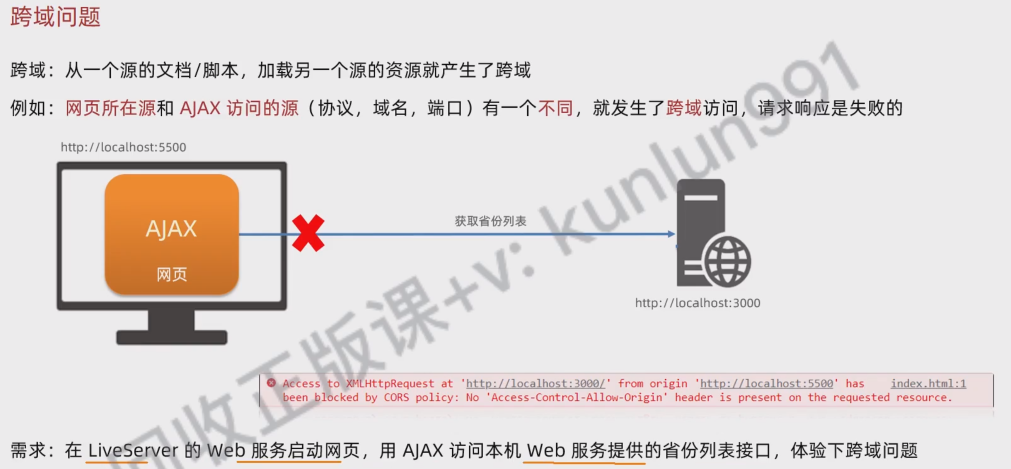 跨域问题
跨域：从一个源的文档/脚本，加载另一个源的资源就产生了跨域
例如：网页所在源和 AJAX 访问的源（协议，域名，端口）有一个不同，就发生了跨域访问，请求响应是失败的
http://localhost:5500
AJAX
网页
获取省份列表
http://localhost:3000
Access to XMLHttpRequest at 'http://localhost:3000/' from origin 'http://localhost:5500' has index.html:1
been blocked by CORS policy: No 'Access-Control-Allow-Origin' header is present on the requested resource.
需求：在 LiveServer 的 Web 服务启动网页，用 AJAX 访问本机 Web 服务提供的省份列表接口，体验下跨域问题
回收正版课+v: kunlun991